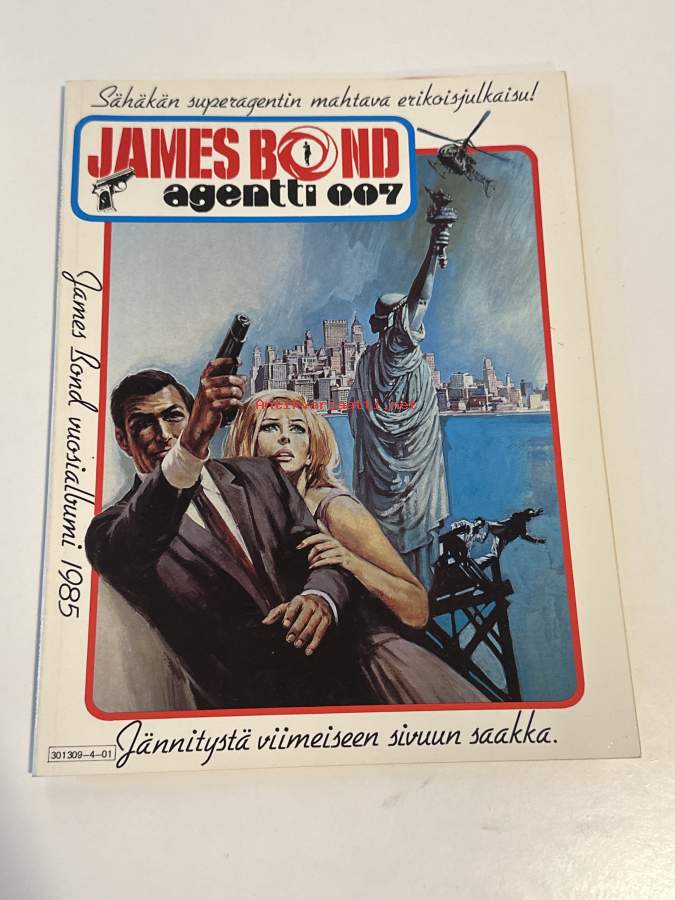 Sähäkän superagentin mahtava erikoisjulkaisu!
JAMES BOND
agentti 007
James Bond vuosialbumi 1985
Antikvariaatti.net
301309-4-01
Jännitystä viimeiseen sivuun saakka.